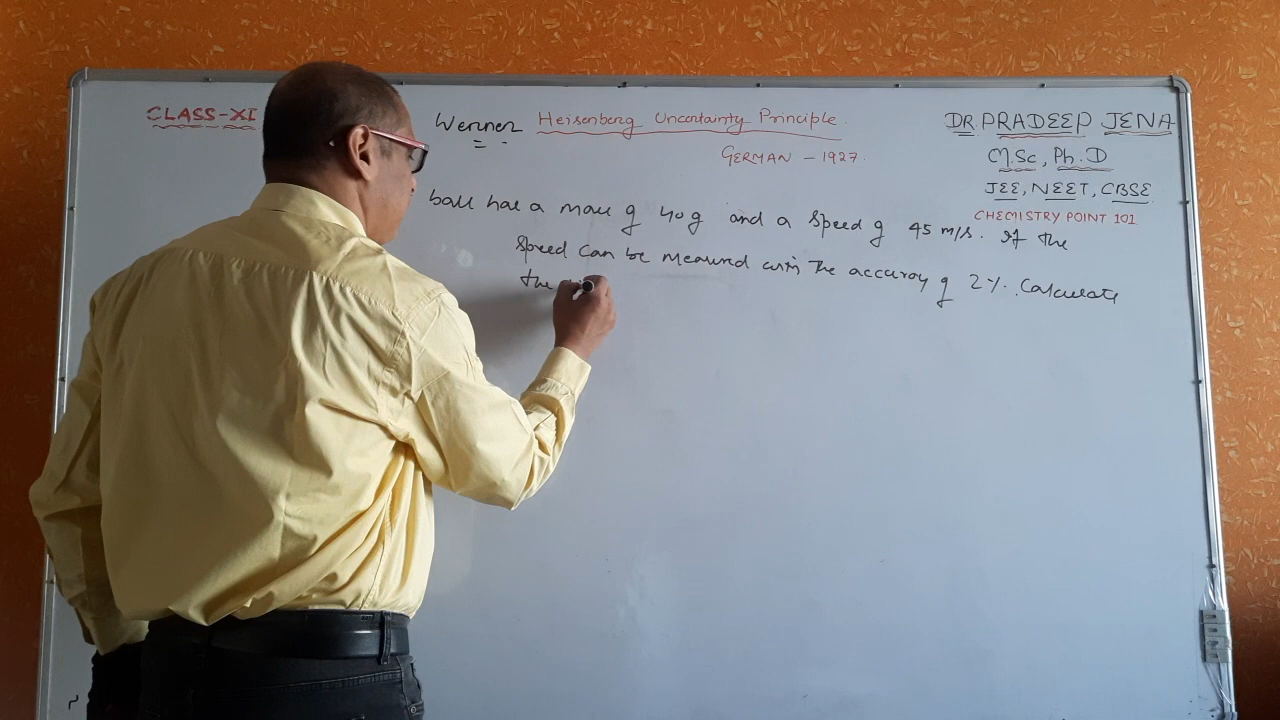 CLASS-XI
Werner Heisenberg Uncertainty Principle
GERMAN - 1927.
DR PRADEEP JENA
M.Sc, Ph.D
JEE, NEET, CBSE
CHEMISTRY POINT 101
ball has a mass of 40g and a speed of 45 m/s. If the
speed can be measured with the accuracy of 2%. Calculate
the